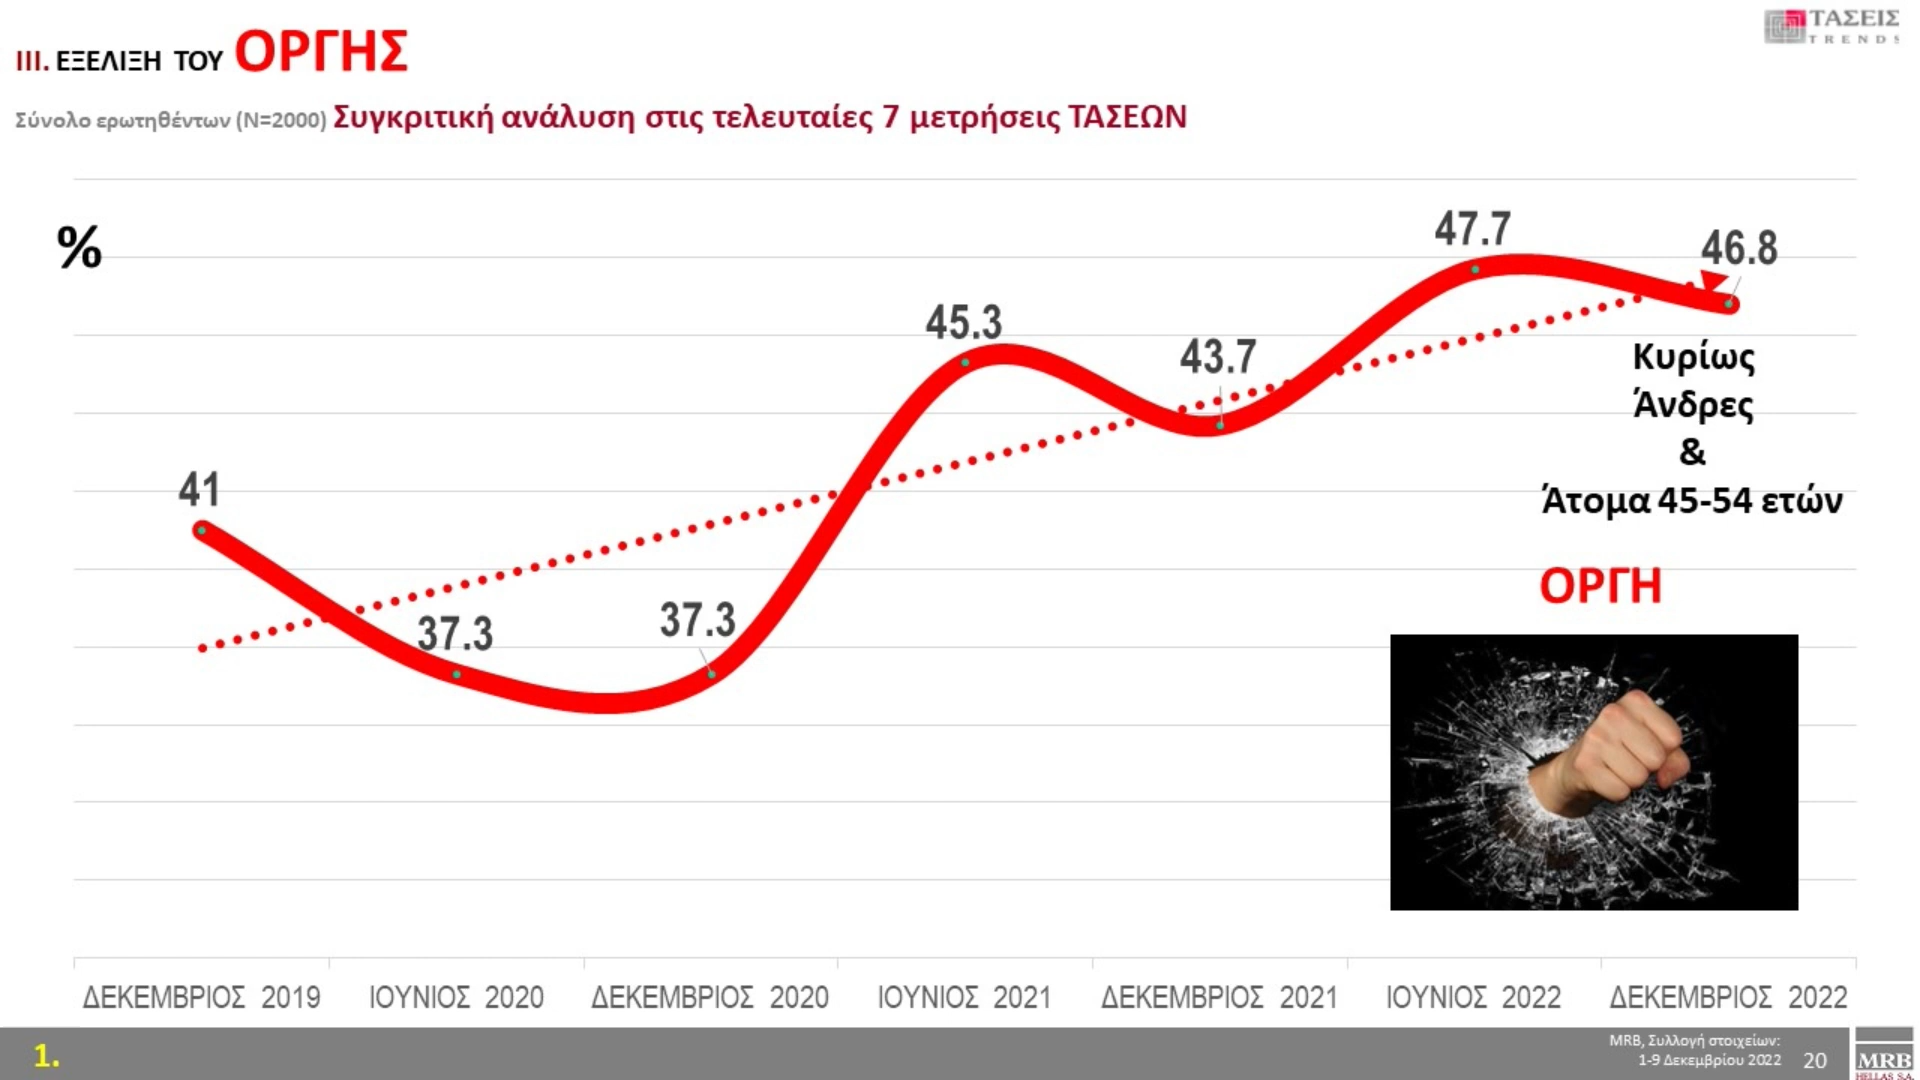 III. ΕΞΕΛΙΞΗ ΤΟΥ ΟΡΓΗΣ
ΤΑΣΕΙΣ
TRENDS
Σύνολο ερωτηθέντων (Ν=2000) Συγκριτική ανάλυση στις τελευταίες 7 μετρήσεις ΤΑΣΕΩΝ
%
41
37.3
37.3
45.3
43.7
47.7
46.8
Κυρίως
Άνδρες
&
Άτομα 45-54 ετών
ΟΡΓΗ
ΔΕΚΕΜΒΡΙΟΣ 2019
ΙΟΥΝΙΟΣ 2020
ΔΕΚΕΜΒΡΙΟΣ 2020
ΙΟΥΝΙΟΣ 2021
ΔΕΚΕΜΒΡΙΟΣ 2021
ΙΟΥΝΙΟΣ 2022
ΔΕΚΕΜΒΡΙΟΣ 2022
1.
MRB, Συλλογή στοιχείων:
1-9 Δεκεμβρίου 2022
20
MRB
HELLAS S.A.